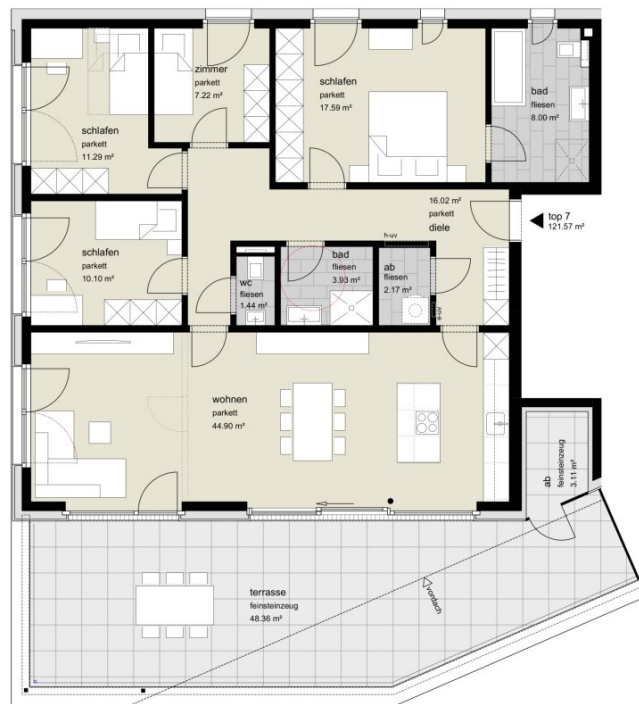 zimmer
parkett
7.22 m²
schlafen
parkett
17.59 m²
bad
fliesen
8.00 m²
schlafen
parkett
11.29 m²
16.02 m²
parkett
diele
top 7
121.57 m²
h-uv
schlafen
parkett
10.10 m²
wc
fliesen
1.44 m²
bad
fliesen
3.93 m²
ab
fliesen
2.17 m²
e-uv
wohnen
parkett
44.90 m²
ab
feinsteinzeug
3.11 m²
terrasse
feinsteinzeug
48.36 m²
vordach